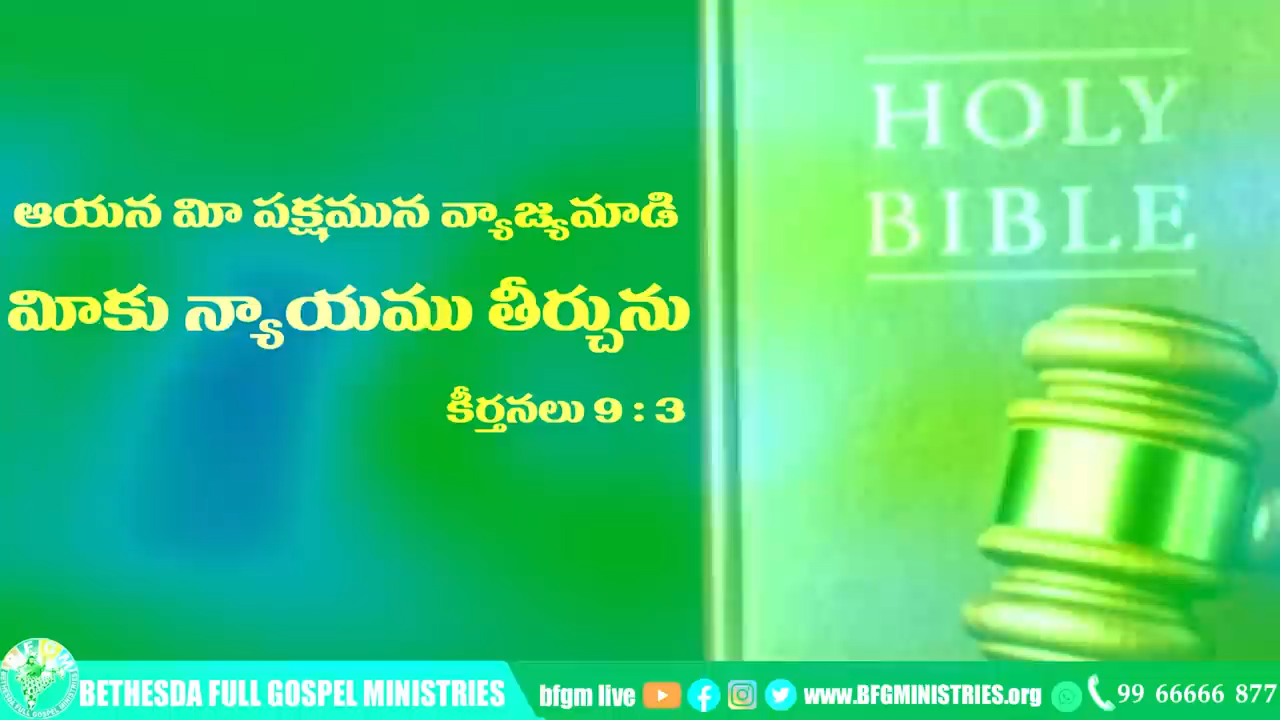 HOLY
BIBLE
ఆయన మీ పక్షమున వ్యాజ్యమాడి
మీకు న్యాయము తీర్చును
కీర్తనలు 9 : 3
BFGM
BETHESDA FULL GOSPEL MINISTRIES
bfgm live
www.BFGMINISTRIES.org
99 66666 877